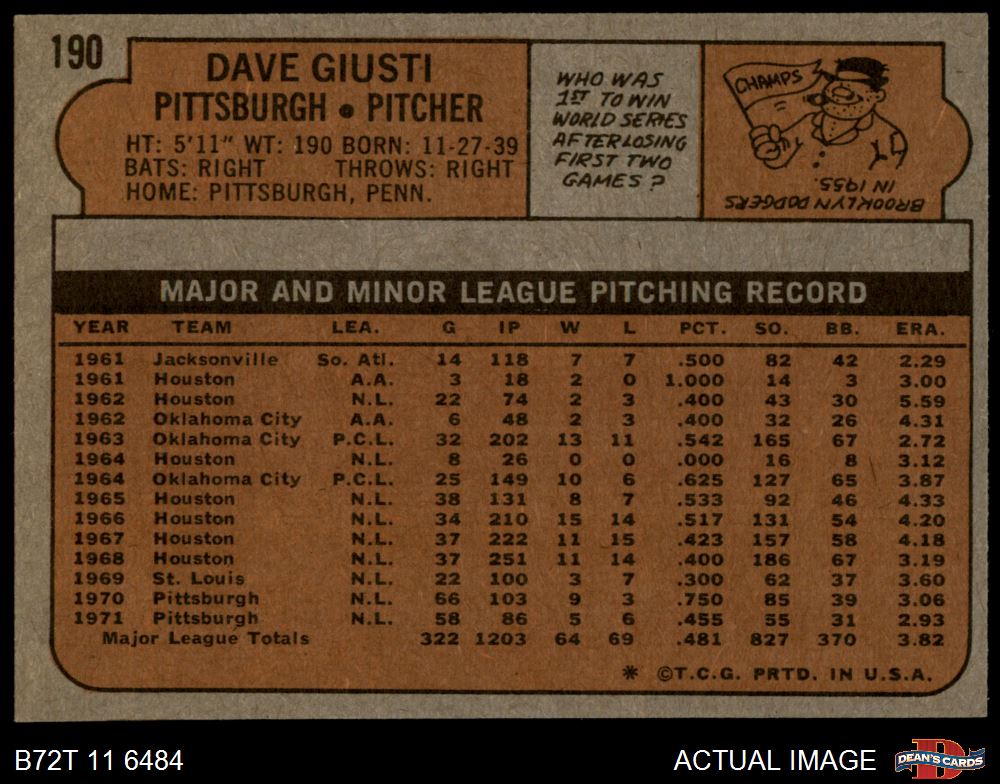 190
DAVE GIUSTI
PITTSBURGH • PITCHER
HT: 5'11" WT: 190 BORN: 11-27-39
BATS: RIGHT THROWS: RIGHT
HOME: PITTSBURGH, PENN.
WHO WAS
1ST TO WIN
WORLD SERIES
AFTER LOSING
FIRST TWO
GAMES?
CHAMPS
BROOKLYN DODGERS
IN 1955.
MAJOR AND MINOR LEAGUE PITCHING RECORD
YEAR TEAM LEA. G IP W L PCT. SO. BB. ERA.
1961 Jacksonville So. Atl. 14 118 7 7 .500 82 42 2.29
1961 Houston A.A. 3 18 2 0 1.000 14 3 3.00
1962 Houston N.L. 22 74 2 3 .400 43 30 5.59
1962 Oklahoma City A.A. 6 48 2 3 .400 32 26 4.31
1963 Oklahoma City P.C.L. 32 202 13 11 .542 165 67 2.72
1964 Houston N.L. 8 26 0 0 .000 16 8 3.12
1964 Oklahoma City P.C.L. 25 149 10 6 .625 127 65 3.87
1965 Houston N.L. 38 131 8 7 .533 92 46 4.33
1966 Houston N.L. 34 210 15 14 .517 131 54 4.20
1967 Houston N.L. 37 222 11 15 .423 157 58 4.18
1968 Houston N.L. 37 251 11 14 .400 186 67 3.19
1969 St. Louis N.L. 22 100 3 7 .300 62 37 3.60
1970 Pittsburgh N.L. 66 103 9 3 .750 85 39 3.06
1971 Pittsburgh N.L. 58 86 5 6 .455 55 31 2.93
Major League Totals 322 1203 64 69 .481 827 370 3.82
* ©T.C.G. PRTD. IN U.S.A.
B72T 11 6484
ACTUAL IMAGE
D
DEAN'S CARDS